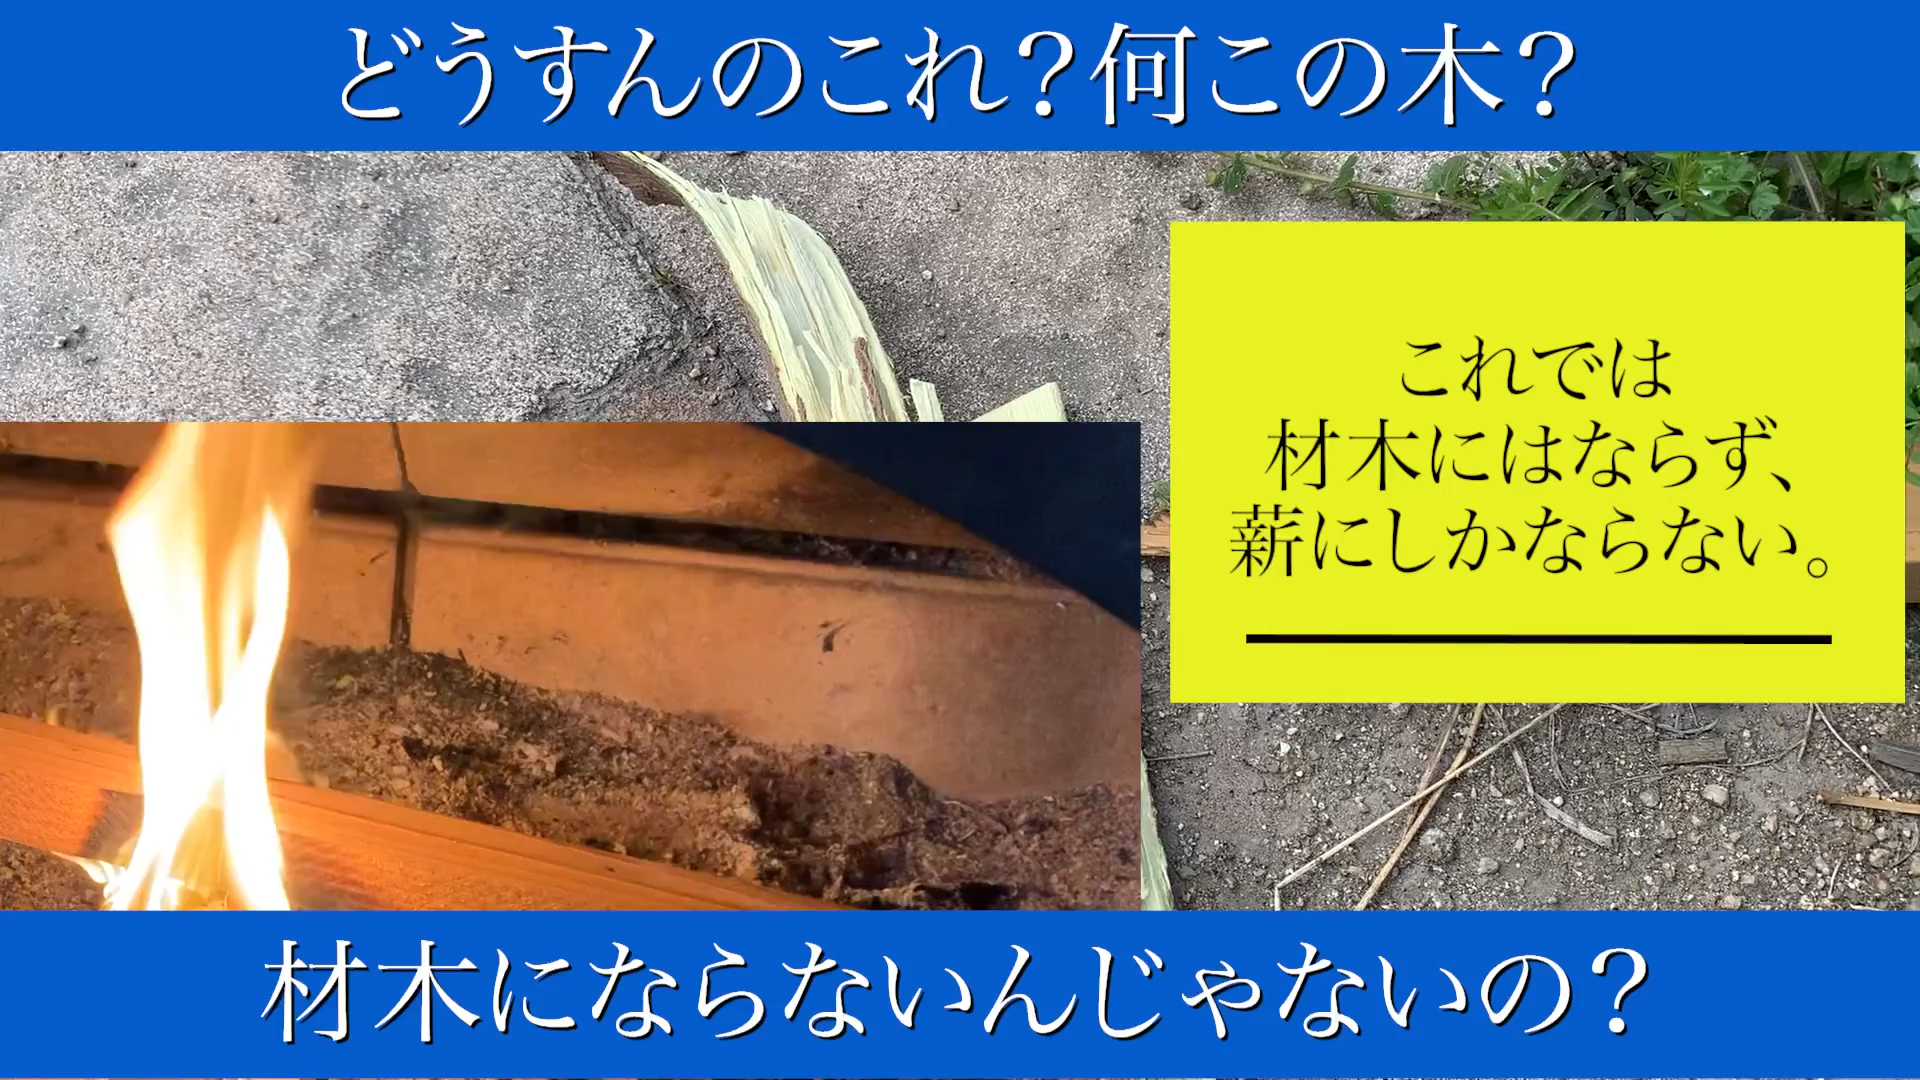 どうすんのこれ？何この木？
これでは
材木にはならず、
薪にしかならない。
材木にならないんじゃないの？